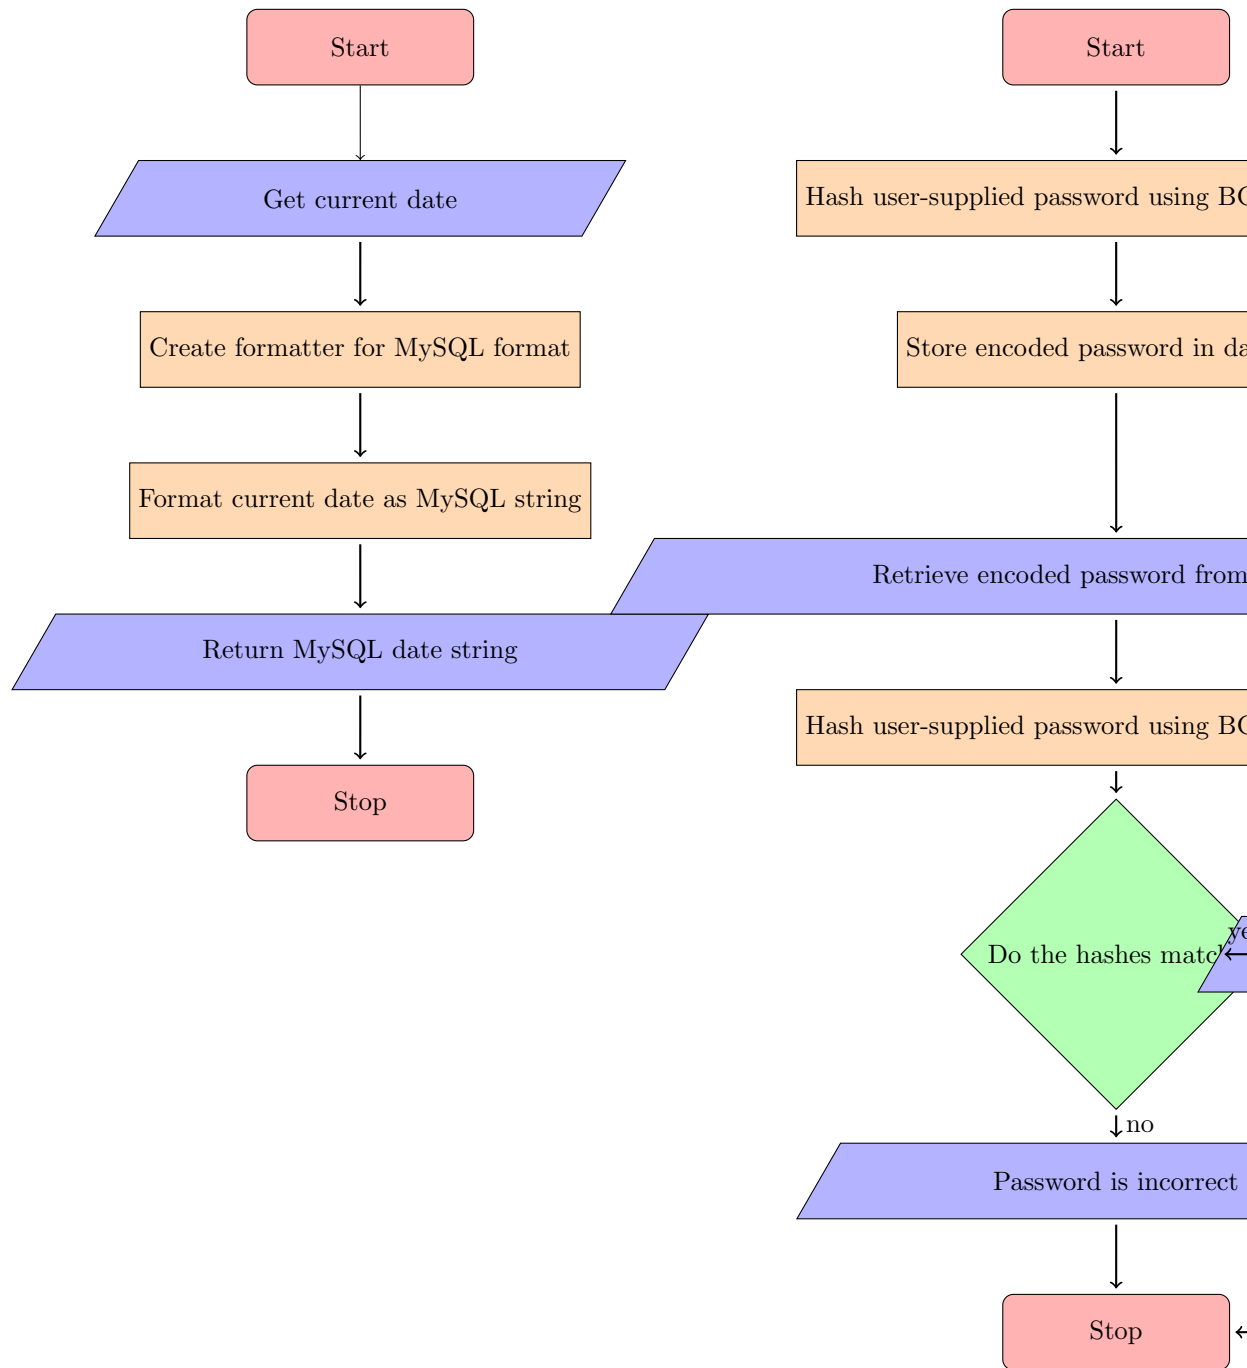 Start
Get current date
Create formatter for MySQL format
Format current date as MySQL string
Return MySQL date string
Stop
Start
Hash user-supplied password using BC
Store encoded password in da
Retrieve encoded password from
Hash user-supplied password using BC
Do the hashes matc
ye
no
Password is incorrect
Stop